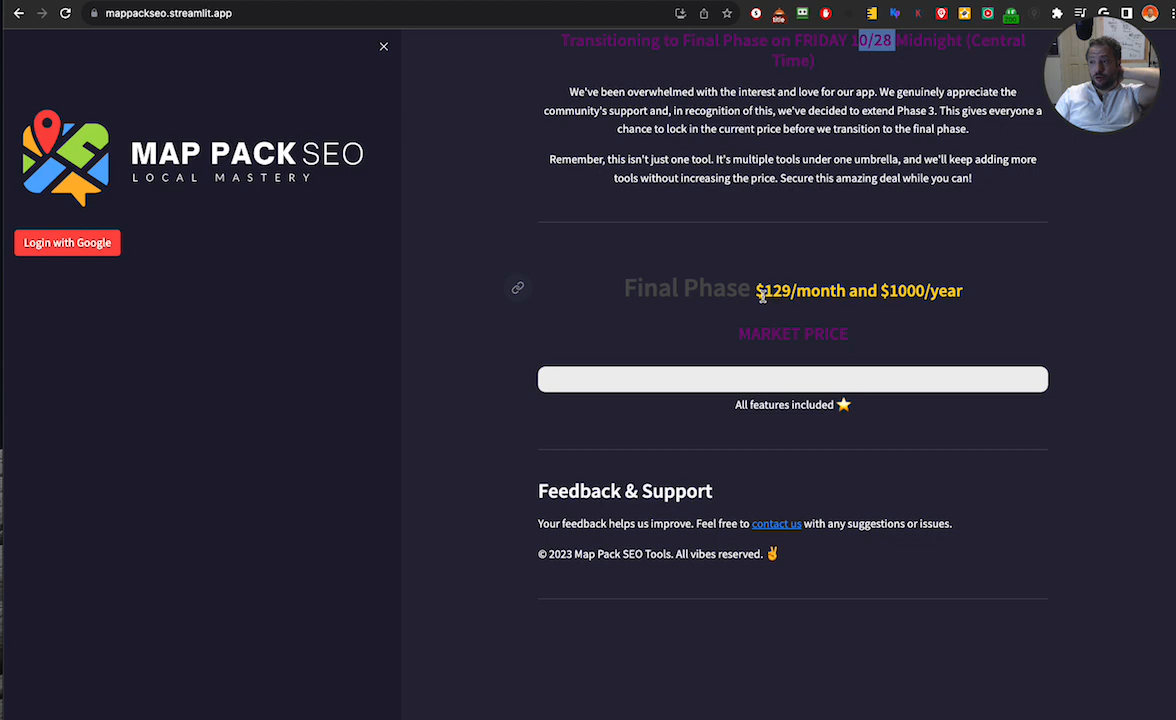 mappackseo.streamlit.app
Transitioning to Final Phase on FRIDAY 10/28 Midnight (Central
Time)
We've been overwhelmed with the interest and love for our app. We genuinely appreciate the
community's support and, in recognition of this, we've decided to extend Phase 3. This gives everyone a
chance to lock in the current price before we transition to the final phase.
Remember, this isn't just one tool. It's multiple tools under one umbrella, and we'll keep adding more
tools without increasing the price. Secure this amazing deal while you can!
MAP PACK SEO
LOCAL MASTERY
Login with Google
Final Phase $129/month and $1000/year
MARKET PRICE
All features included ⭐
Feedback & Support
Your feedback helps us improve. Feel free to contact us with any suggestions or issues.
© 2023 Map Pack SEO Tools. All vibes reserved. ✌